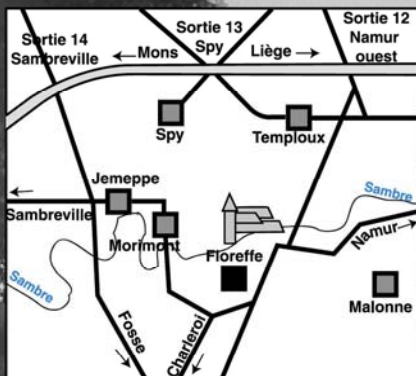 Sortie 14
Sambreville
Sortie 13
Spy
Sortie 12
Namur
ouest
←Mons
Liège→
Spy
Temploux
Jemeppe
←
Sambreville
Sambre
Morimont
Floreffe
Namur→
Sambre
Malonne
Fosse
→
Charleroi
←